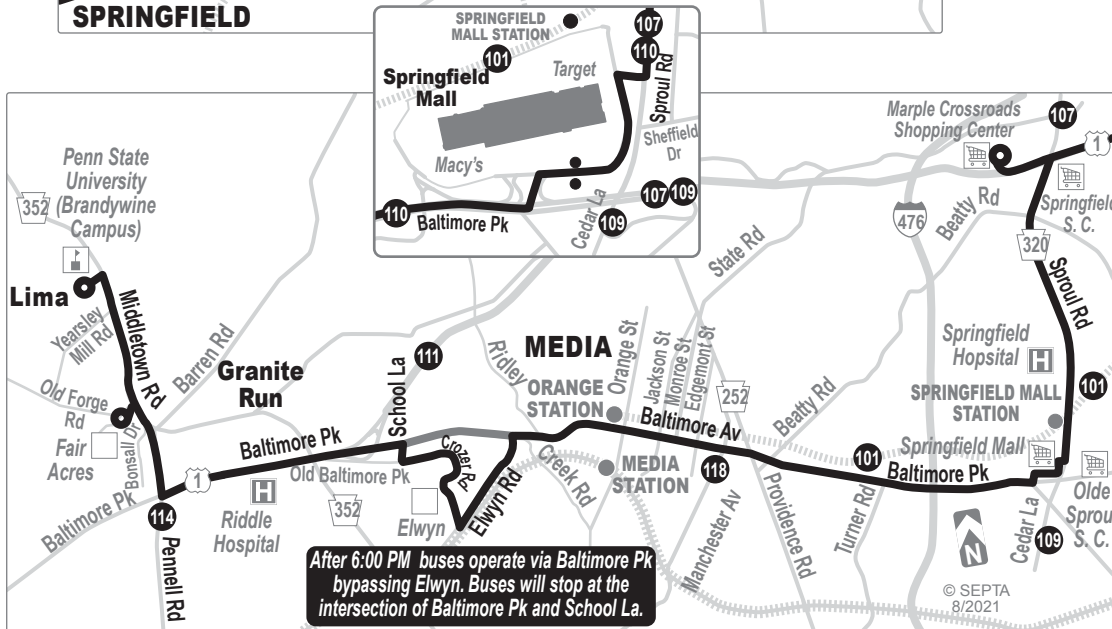 SPRINGFIELD
SPRINGFIELD
MALL STATION
107
101
110
Springfield
Mall
Target
Sproul Rd
Sheffield
Dr
Macy's
107
109
110
Baltimore Pk
Cedar La
109
Marple Crossroads
Shopping Center
107
1
Springfield
S. C.
Penn State
University
(Brandywine
Campus)
352
476
Beatty Rd
320
State Rd
Sproul Rd
Lima
Middletown Rd
Yearsley
Mill Rd
Barren Rd
Granite
Run
School La
111
Ridley
Creek Rd
MEDIA
ORANGE
STATION
Orange St
Jackson St
Monroe St
Edgemont St
252
Beatty Rd
Springfield
Hopsital
H
101
SPRINGFIELD MALL
STATION
Springfield Mall
Old Forge
Rd
Fair
Acres
Bonsall Dr
Baltimore Pk
Old Baltimore Pk
Crozer Rd
Elwyn Rd
Baltimore Av
101
Baltimore Pk
1
H
Riddle
Hospital
352
Elwyn
MEDIA
STATION
118
Manchester Av
Providence Rd
Turner Rd
Cedar La
109
Olde
Sproul
S. C.
Baltimore Pk
114
Pennell Rd
After 6:00 PM buses operate via Baltimore Pk
bypassing Elwyn. Buses will stop at the
intersection of Baltimore Pk and School La.
N
© SEPTA
8/2021